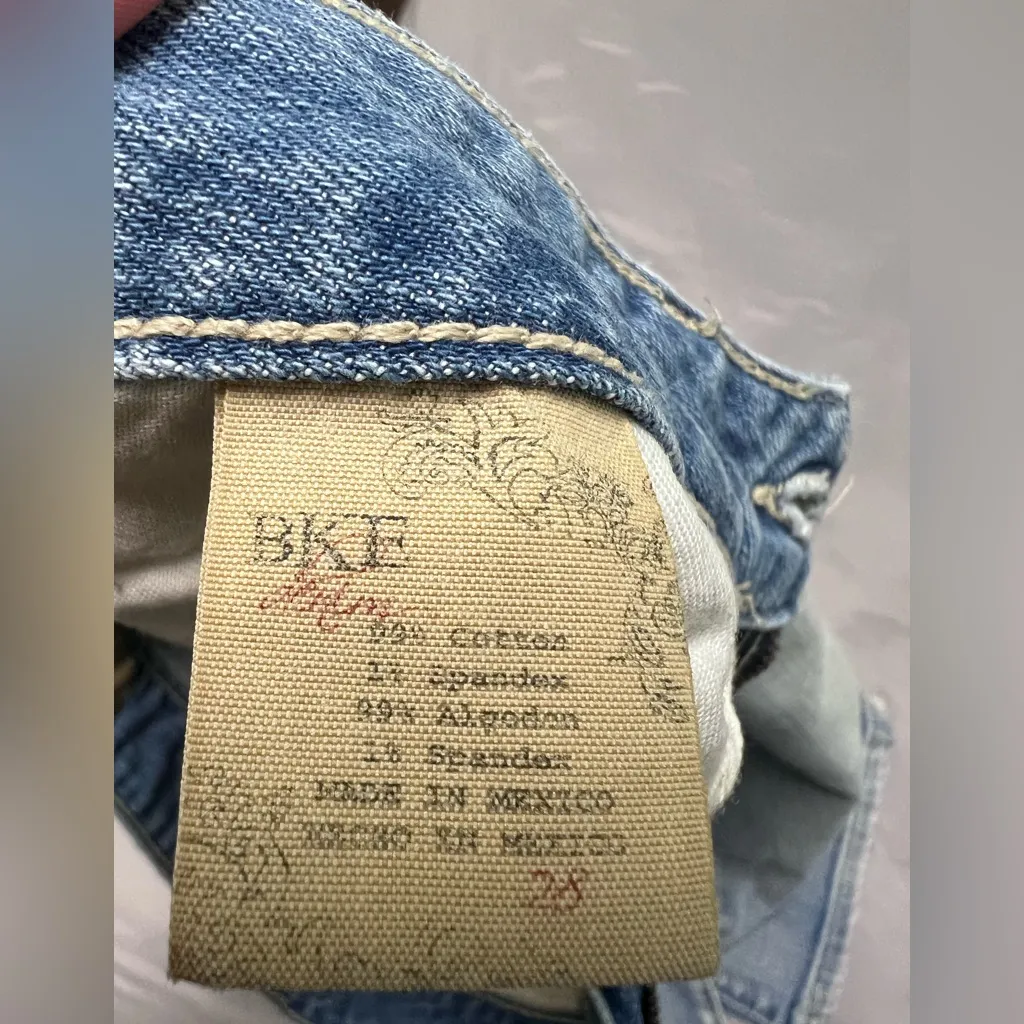 BKE
99% Cotton
1% Spandex
99% Algodon
1% Spandex
MADE IN MEXICO
HECHO EN MEXICO
28